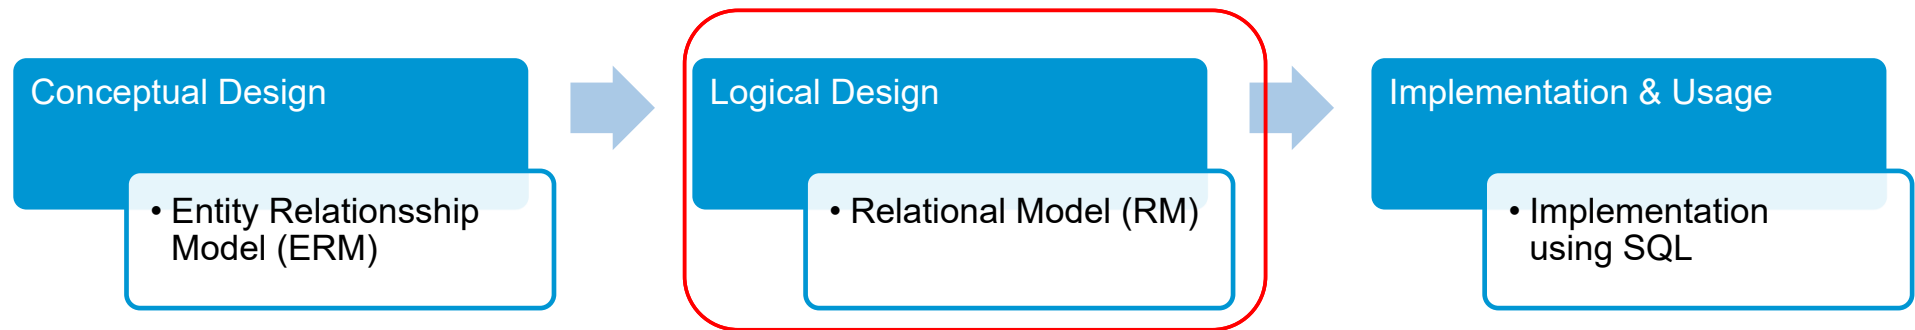 Conceptual Design
• Entity Relationsship
Model (ERM)
Logical Design
• Relational Model (RM)
Implementation & Usage
• Implementation
using SQL